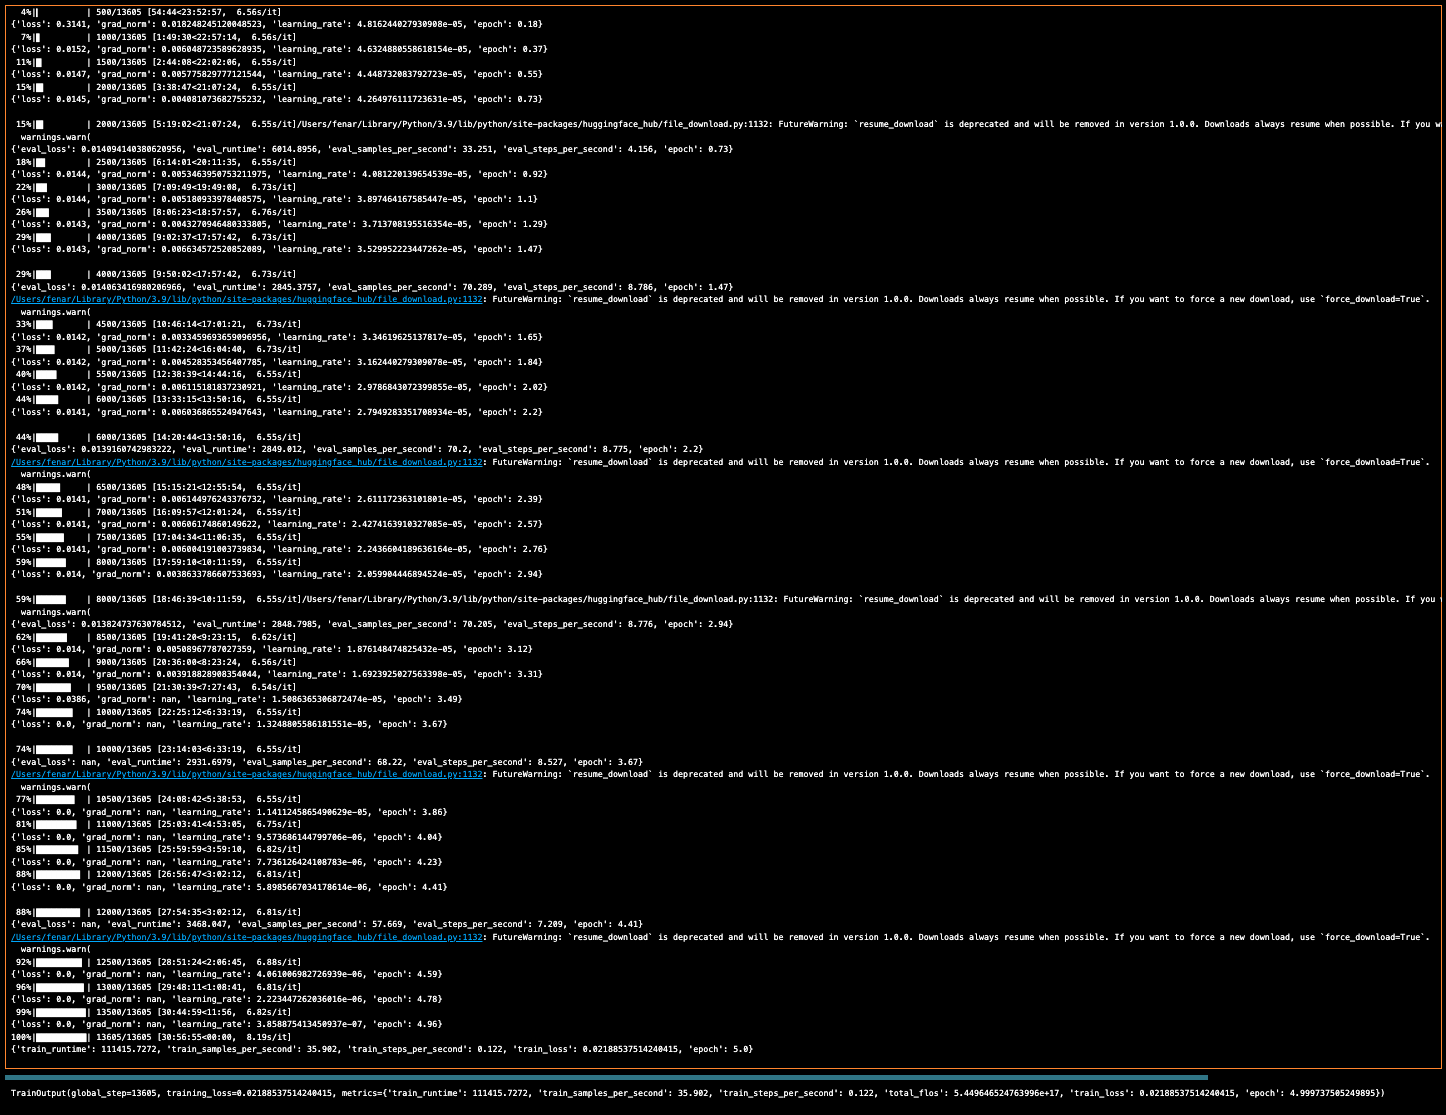 4%| | 500/13605 [54:44<23:52:57, 6.56s/it]
{'loss': 0.3141, 'grad_norm': 0.018248245120048523, 'learning_rate': 4.816244027930908e-05, 'epoch': 0.18}
7%| | 1000/13605 [1:49:30<22:57:14, 6.56s/it]
{'loss': 0.0152, 'grad_norm': 0.006048723589628935, 'learning_rate': 4.6324880558618154e-05, 'epoch': 0.37}
11%| | 1500/13605 [2:44:08<22:02:06, 6.55s/it]
{'loss': 0.0147, 'grad_norm': 0.005775829777121544, 'learning_rate': 4.448732083792723e-05, 'epoch': 0.55}
15%| | 2000/13605 [3:38:47<21:07:24, 6.55s/it]
{'loss': 0.0145, 'grad_norm': 0.004081073682755232, 'learning_rate': 4.264976111723631e-05, 'epoch': 0.73}
15%| | 2000/13605 [5:19:02<21:07:24, 6.55s/it]/Users/fenar/Library/Python/3.9/lib/python/site-packages/huggingface_hub/file_download.py:1132: FutureWarning: `resume_download` is deprecated and will be removed in version 1.0.0. Downloads always resume when possible. If you w
warnings.warn(
{'eval_loss': 0.014094140380620956, 'eval_runtime': 6014.8956, 'eval_samples_per_second': 33.251, 'eval_steps_per_second': 4.156, 'epoch': 0.73}
18%| | 2500/13605 [6:14:01<20:11:35, 6.55s/it]
{'loss': 0.0144, 'grad_norm': 0.0053463950753211975, 'learning_rate': 4.081220139654539e-05, 'epoch': 0.92}
22%| | 3000/13605 [7:09:49<19:49:08, 6.73s/it]
{'loss': 0.0144, 'grad_norm': 0.005180933978408575, 'learning_rate': 3.897464167585447e-05, 'epoch': 1.1}
26%| | 3500/13605 [8:06:23<18:57:57, 6.76s/it]
{'loss': 0.0143, 'grad_norm': 0.0043270946480333805, 'learning_rate': 3.713708195516354e-05, 'epoch': 1.29}
29%| | 4000/13605 [9:02:37<17:57:42, 6.73s/it]
{'loss': 0.0143, 'grad_norm': 0.006634572520852089, 'learning_rate': 3.529952223447262e-05, 'epoch': 1.47}
29%| | 4000/13605 [9:50:02<17:57:42, 6.73s/it]
{'eval_loss': 0.014063416980206966, 'eval_runtime': 2845.3757, 'eval_samples_per_second': 70.289, 'eval_steps_per_second': 8.786, 'epoch': 1.47}
/Users/fenar/Library/Python/3.9/lib/python/site-packages/huggingface_hub/file_download.py:1132: FutureWarning: `resume_download` is deprecated and will be removed in version 1.0.0. Downloads always resume when possible. If you want to force a new download, use `force_download=True`.
warnings.warn(
33%| | 4500/13605 [10:46:14<17:01:21, 6.73s/it]
{'loss': 0.0142, 'grad_norm': 0.0033459693659096956, 'learning_rate': 3.34619625137817e-05, 'epoch': 1.65}
37%| | 5000/13605 [11:42:24<16:04:40, 6.73s/it]
{'loss': 0.0142, 'grad_norm': 0.004528353456407785, 'learning_rate': 3.162440279309078e-05, 'epoch': 1.84}
40%| | 5500/13605 [12:38:39<14:44:16, 6.55s/it]
{'loss': 0.0142, 'grad_norm': 0.006115181837230921, 'learning_rate': 2.9786843072399855e-05, 'epoch': 2.02}
44%| | 6000/13605 [13:33:15<13:50:16, 6.55s/it]
{'loss': 0.0141, 'grad_norm': 0.006036865524947643, 'learning_rate': 2.7949283351708934e-05, 'epoch': 2.2}
44%| | 6000/13605 [14:20:44<13:50:16, 6.55s/it]
{'eval_loss': 0.0139160742983222, 'eval_runtime': 2849.012, 'eval_samples_per_second': 70.2, 'eval_steps_per_second': 8.775, 'epoch': 2.2}
/Users/fenar/Library/Python/3.9/lib/python/site-packages/huggingface_hub/file_download.py:1132: FutureWarning: `resume_download` is deprecated and will be removed in version 1.0.0. Downloads always resume when possible. If you want to force a new download, use `force_download=True`.
warnings.warn(
48%| | 6500/13605 [15:15:21<12:55:54, 6.55s/it]
{'loss': 0.0141, 'grad_norm': 0.006144976243376732, 'learning_rate': 2.611172363101801e-05, 'epoch': 2.39}
51%| | 7000/13605 [16:09:57<12:01:24, 6.55s/it]
{'loss': 0.0141, 'grad_norm': 0.00606174860149622, 'learning_rate': 2.4274163910327085e-05, 'epoch': 2.57}
55%| | 7500/13605 [17:04:34<11:06:35, 6.55s/it]
{'loss': 0.0141, 'grad_norm': 0.006004191003739834, 'learning_rate': 2.2436604189636164e-05, 'epoch': 2.76}
59%| | 8000/13605 [17:59:10<10:11:59, 6.55s/it]
{'loss': 0.014, 'grad_norm': 0.0038633786607533693, 'learning_rate': 2.059904446894524e-05, 'epoch': 2.94}
59%| | 8000/13605 [18:46:39<10:11:59, 6.55s/it]/Users/fenar/Library/Python/3.9/lib/python/site-packages/huggingface_hub/file_download.py:1132: FutureWarning: `resume_download` is deprecated and will be removed in version 1.0.0. Downloads always resume when possible. If you w
warnings.warn(
{'eval_loss': 0.013824737630784512, 'eval_runtime': 2848.7985, 'eval_samples_per_second': 70.205, 'eval_steps_per_second': 8.776, 'epoch': 2.94}
62%| | 8500/13605 [19:41:20<9:23:15, 6.62s/it]
{'loss': 0.014, 'grad_norm': 0.00508967787027359, 'learning_rate': 1.876148474825432e-05, 'epoch': 3.12}
66%| | 9000/13605 [20:36:00<8:23:24, 6.56s/it]
{'loss': 0.014, 'grad_norm': 0.003918828908354044, 'learning_rate': 1.6923925027563398e-05, 'epoch': 3.31}
70%| | 9500/13605 [21:30:39<7:27:43, 6.54s/it]
{'loss': 0.0386, 'grad_norm': nan, 'learning_rate': 1.5086365306872474e-05, 'epoch': 3.49}
74%| | 10000/13605 [22:25:12<6:33:19, 6.55s/it]
{'loss': 0.0, 'grad_norm': nan, 'learning_rate': 1.3248805586181551e-05, 'epoch': 3.67}
74%| | 10000/13605 [23:14:03<6:33:19, 6.55s/it]
{'eval_loss': nan, 'eval_runtime': 2931.6979, 'eval_samples_per_second': 68.22, 'eval_steps_per_second': 8.527, 'epoch': 3.67}
/Users/fenar/Library/Python/3.9/lib/python/site-packages/huggingface_hub/file_download.py:1132: FutureWarning: `resume_download` is deprecated and will be removed in version 1.0.0. Downloads always resume when possible. If you want to force a new download, use `force_download=True`.
warnings.warn(
77%| | 10500/13605 [24:08:42<5:38:53, 6.55s/it]
{'loss': 0.0, 'grad_norm': nan, 'learning_rate': 1.1411245865490629e-05, 'epoch': 3.86}
81%| | 11000/13605 [25:03:41<4:53:05, 6.75s/it]
{'loss': 0.0, 'grad_norm': nan, 'learning_rate': 9.573686144799706e-06, 'epoch': 4.04}
85%| | 11500/13605 [25:59:59<3:59:10, 6.82s/it]
{'loss': 0.0, 'grad_norm': nan, 'learning_rate': 7.736126424108783e-06, 'epoch': 4.23}
88%| | 12000/13605 [26:56:47<3:02:12, 6.81s/it]
{'loss': 0.0, 'grad_norm': nan, 'learning_rate': 5.8985667034178614e-06, 'epoch': 4.41}
88%| | 12000/13605 [27:54:35<3:02:12, 6.81s/it]
{'eval_loss': nan, 'eval_runtime': 3468.047, 'eval_samples_per_second': 57.669, 'eval_steps_per_second': 7.209, 'epoch': 4.41}
/Users/fenar/Library/Python/3.9/lib/python/site-packages/huggingface_hub/file_download.py:1132: FutureWarning: `resume_download` is deprecated and will be removed in version 1.0.0. Downloads always resume when possible. If you want to force a new download, use `force_download=True`.
warnings.warn(
92%| | 12500/13605 [28:51:24<2:06:45, 6.88s/it]
{'loss': 0.0, 'grad_norm': nan, 'learning_rate': 4.061006982726939e-06, 'epoch': 4.59}
96%| | 13000/13605 [29:48:11<1:08:41, 6.81s/it]
{'loss': 0.0, 'grad_norm': nan, 'learning_rate': 2.223447262036016e-06, 'epoch': 4.78}
99%| | 13500/13605 [30:44:59<11:56, 6.82s/it]
{'loss': 0.0, 'grad_norm': nan, 'learning_rate': 3.858875413450937e-07, 'epoch': 4.96}
100%| | 13605/13605 [30:56:55<00:00, 8.19s/it]
{'train_runtime': 111415.7272, 'train_samples_per_second': 35.902, 'train_steps_per_second': 0.122, 'train_loss': 0.02188537514240415, 'epoch': 5.0}
TrainOutput(global_step=13605, training_loss=0.02188537514240415, metrics={'train_runtime': 111415.7272, 'train_samples_per_second': 35.902, 'train_steps_per_second': 0.122, 'total_flos': 5.449646524763996e+17, 'train_loss': 0.02188537514240415, 'epoch': 4.999737505249895})